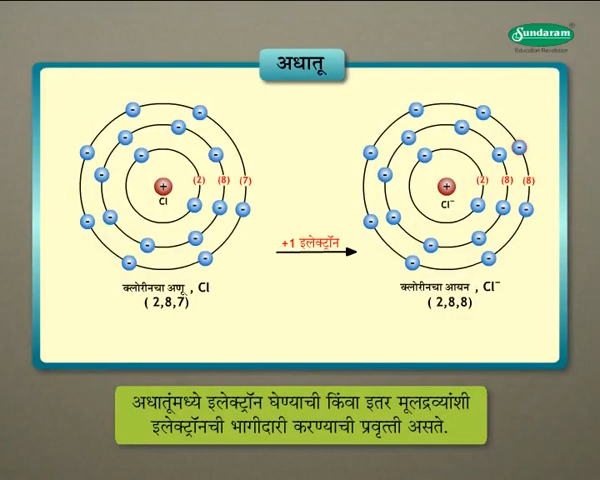 Sundaram®
Education Revolution
अधातू
(2) (8) (7)
+
Cl
(2) (8) (8)
+
Cl⁻
+1 इलेक्ट्रॉन
क्लोरीनचा अणू , Cl
( 2,8,7)
क्लोरीनचा आयन , Cl⁻
( 2,8,8)
अधातूंमध्ये इलेक्ट्रॉन घेण्याची किंवा इतर मूलद्रव्यांशी
इलेक्ट्रॉनची भागीदारी करण्याची प्रवृत्ती असते.